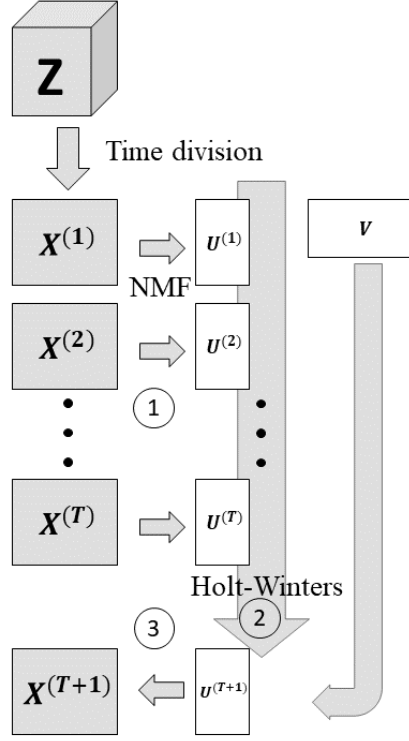 Z
Time division
X^(1) U^(1) V
NMF
X^(2) U^(2)
1
X^(T) U^(T)
Holt-Winters
3 2
X^(T+1) U^(T+1)